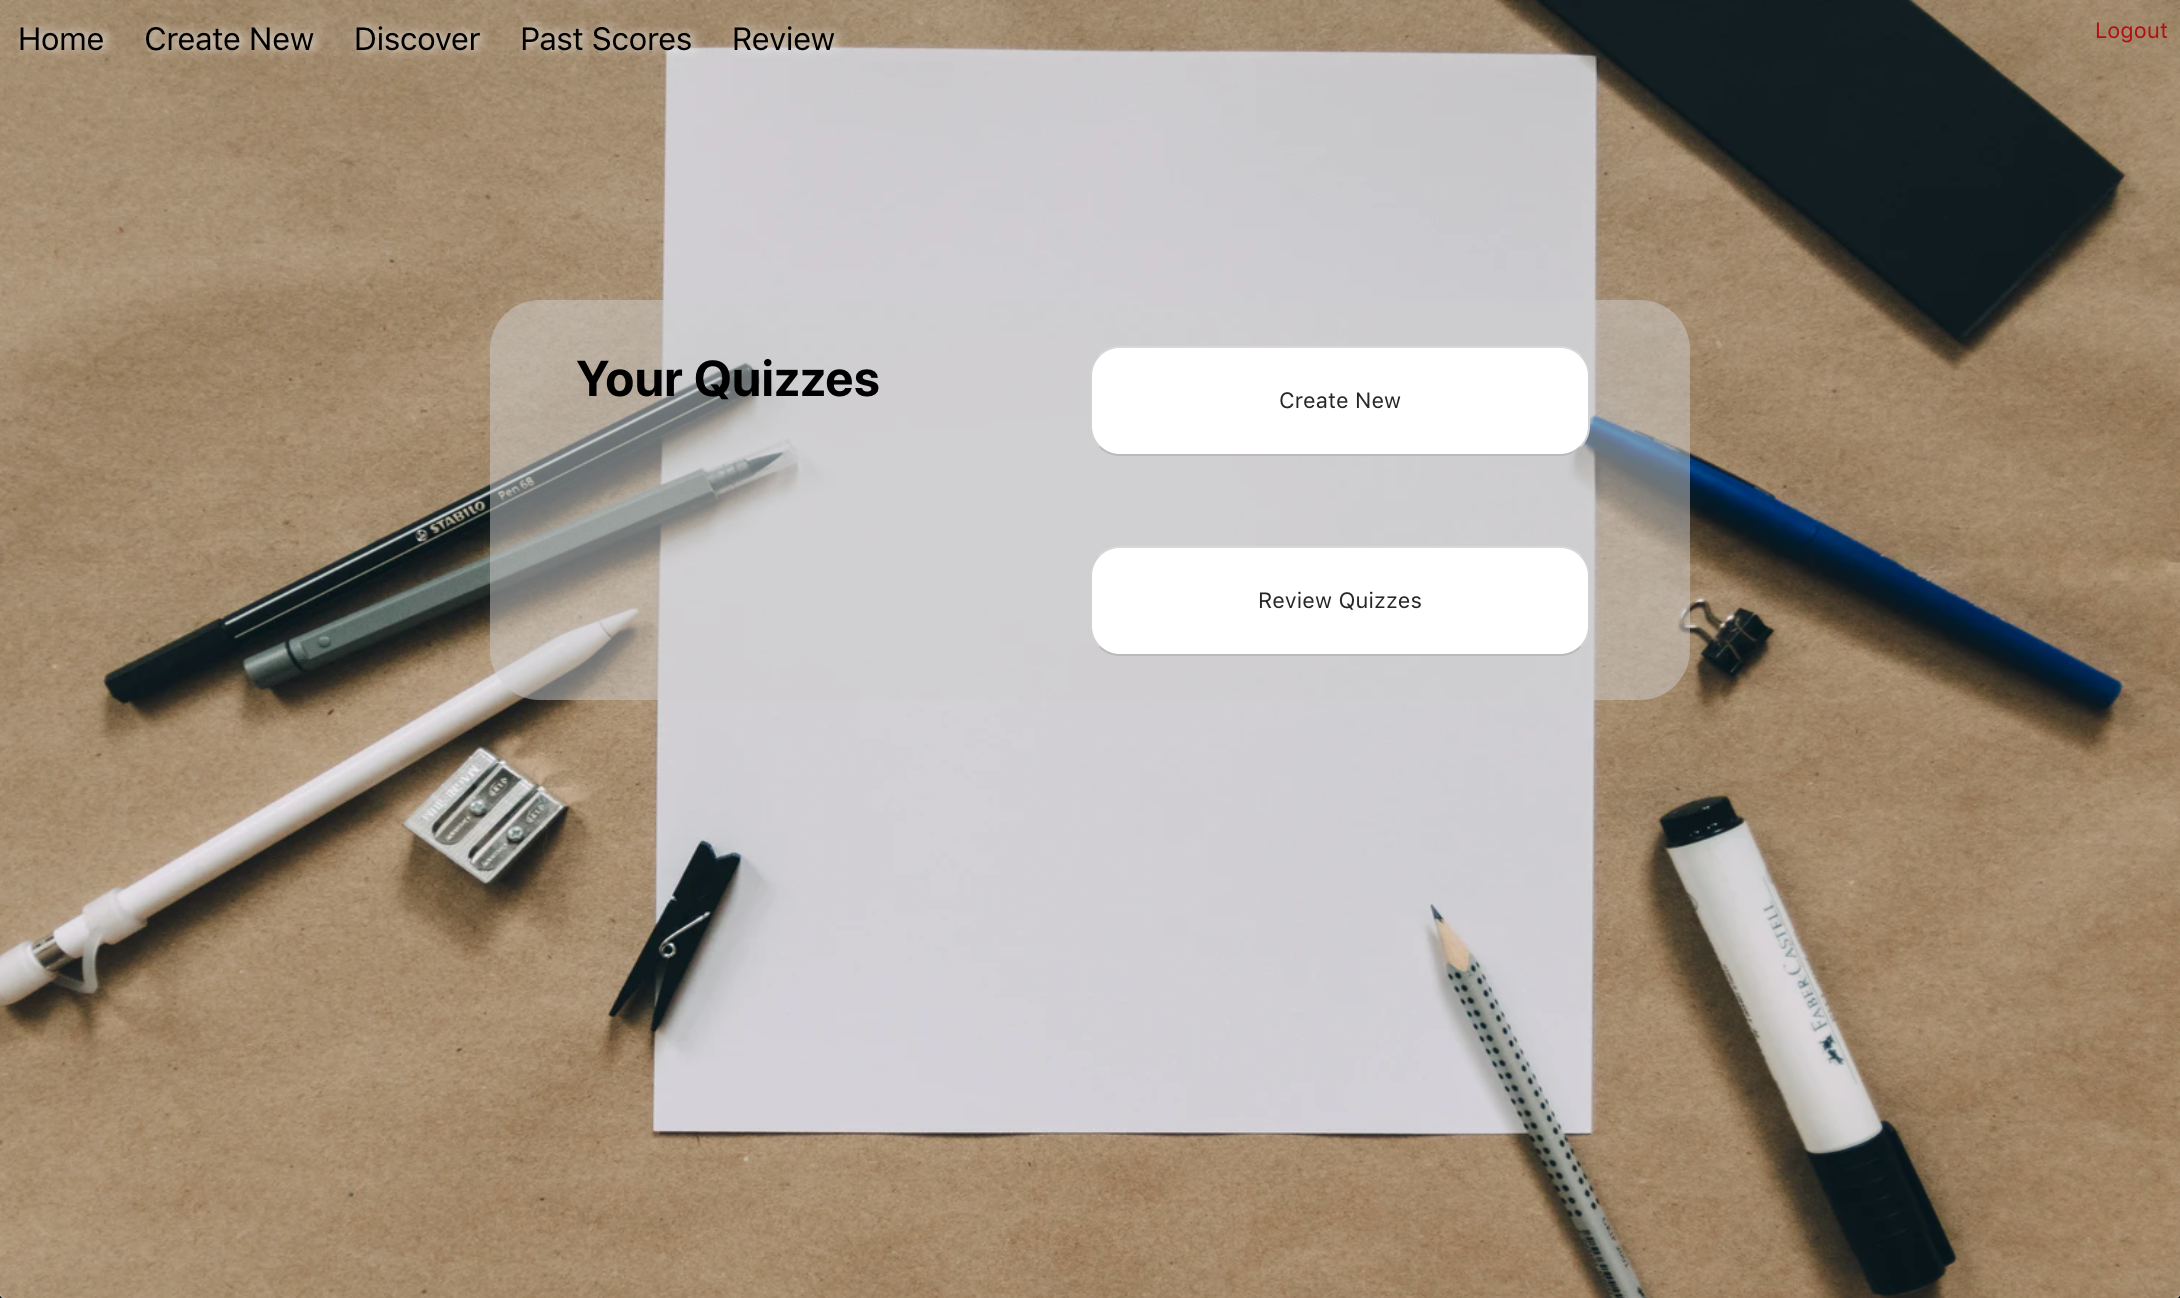 Home Create New Discover Past Scores Review Logout
Your Quizzes
Create New
Review Quizzes
STABILO Pen 68
FABER CASTELL